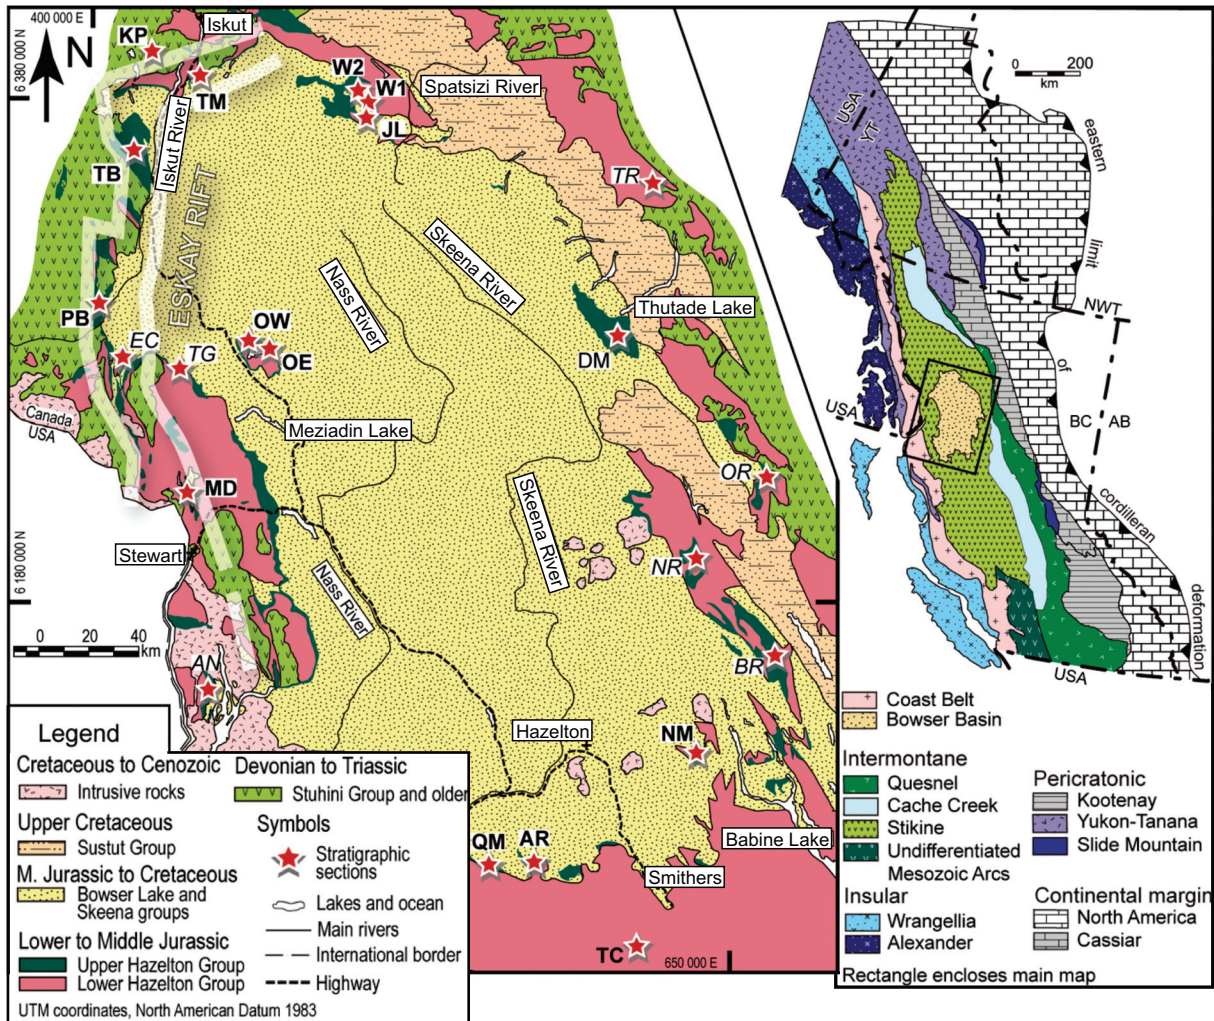 400 000 E
6 380 000 N
N
KP
Iskut
TM
Iskut River
TB
W2
W1
JL
Spatsizi River
TR
ESKAY RIFT
Nass River
Skeena River
Thutade Lake
PB
EC
TG
OW
OE
DM
Canada
USA
Meziadin Lake
MD
OR
Skeena River
Stewart
NR
Nass River
6 180 000 N
0 20 40
km
AN
BR
Hazelton
NM
Babine Lake
QM
AR
Smithers
TC
650 000 E
Legend
Cretaceous to Cenozoic
Intrusive rocks
Upper Cretaceous
Sustut Group
M. Jurassic to Cretaceous
Bowser Lake and
Skeena groups
Lower to Middle Jurassic
Upper Hazelton Group
Lower Hazelton Group
UTM coordinates, North American Datum 1983
Devonian to Triassic
Stuhini Group and older
Symbols
Stratigraphic
sections
Lakes and ocean
Main rivers
International border
Highway
0 200
km
USA
YT
eastern
limit
of
cordilleran
deformation
NWT
BC
AB
USA
USA
Coast Belt
Bowser Basin
Intermontane
Quesnel
Cache Creek
Stikine
Undifferentiated
Mesozoic Arcs
Insular
Wrangellia
Alexander
Pericratonic
Kootenay
Yukon-Tanana
Slide Mountain
Continental margin
North America
Cassiar
Rectangle encloses main map